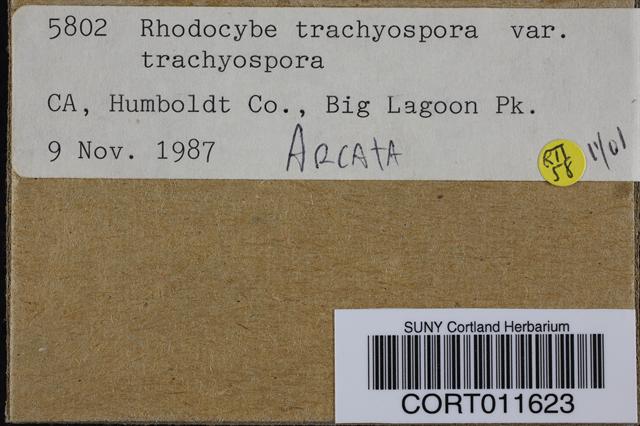 5802 Rhodocybe trachyospora var.
trachyospora
CA, Humboldt Co., Big Lagoon Pk.
9 Nov. 1987 ARCATA
58
11/01
SUNY Cortland Herbarium
CORT011623